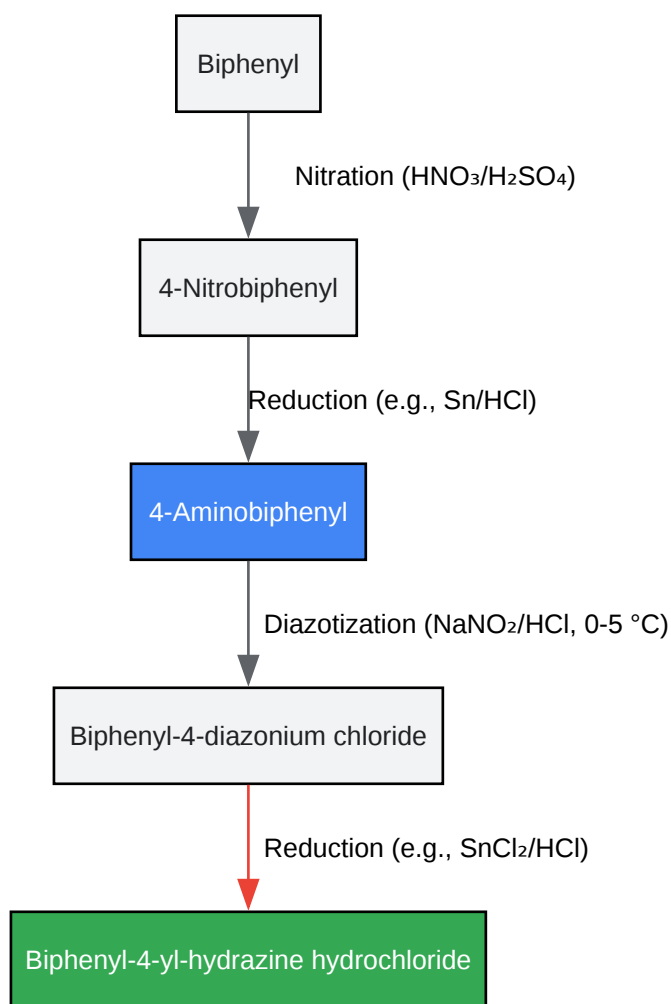 Biphenyl
Nitration (HNO₃/H₂SO₄)
4-Nitrobiphenyl
Reduction (e.g., Sn/HCl)
4-Aminobiphenyl
Diazotization (NaNO₂/HCl, 0-5 °C)
Biphenyl-4-diazonium chloride
Reduction (e.g., SnCl₂/HCl)
Biphenyl-4-yl-hydrazine hydrochloride